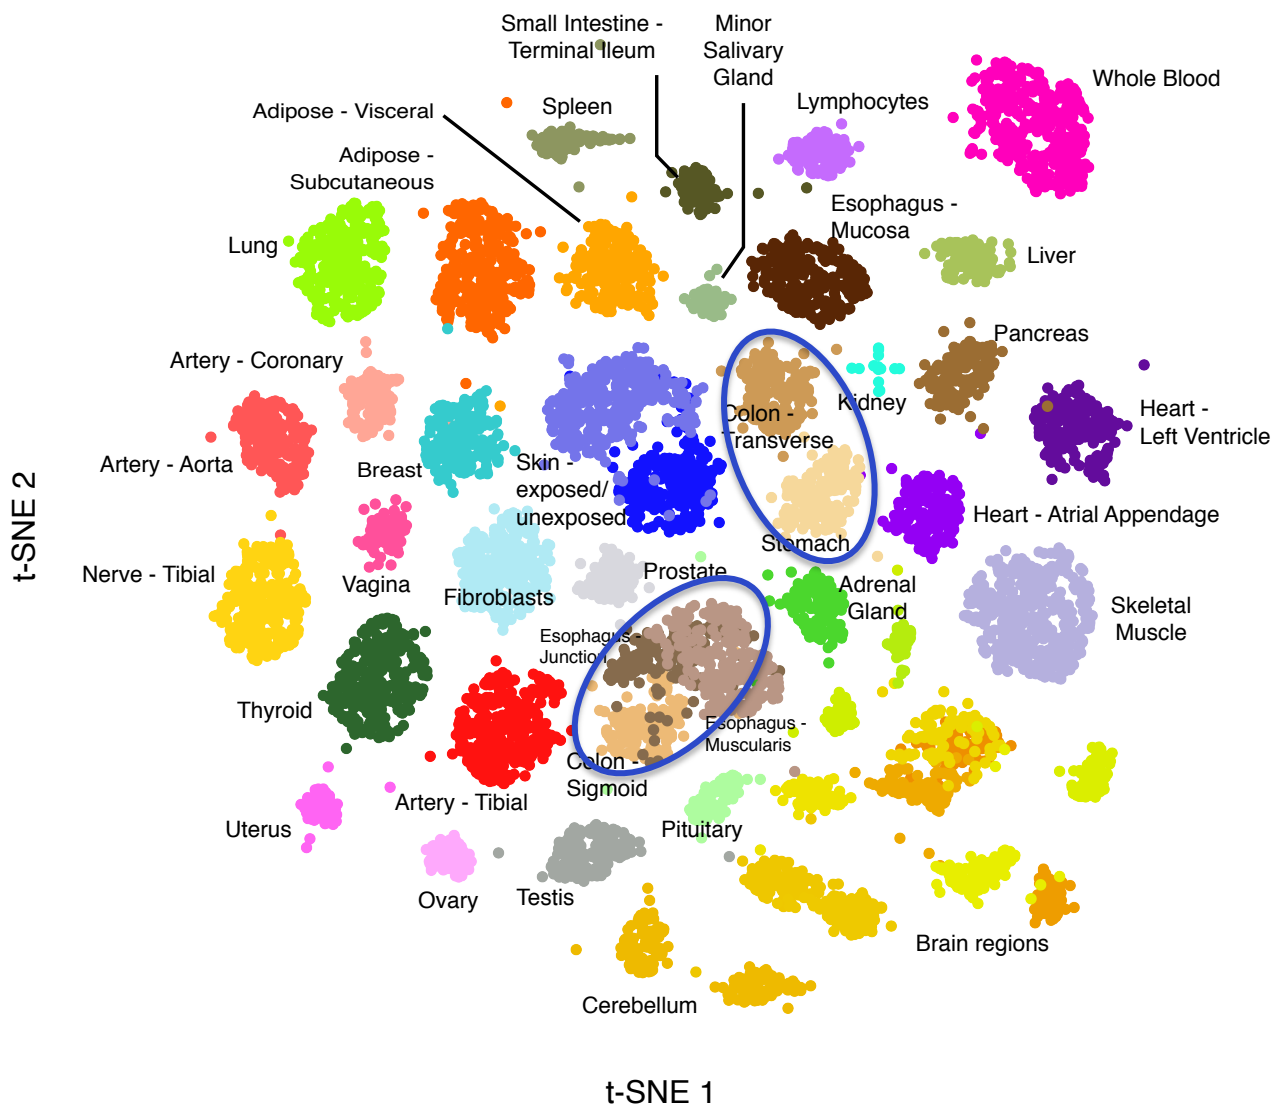 Small Intestine -
Terminal Ileum
Minor
Salivary
Gland
Whole Blood
Adipose - Visceral
Spleen
Lymphocytes
Adipose -
Subcutaneous
Esophagus -
Mucosa
Lung
Liver
Pancreas
Artery - Coronary
Kidney
Colon -
Transverse
Heart -
Left Ventricle
Artery - Aorta
Breast
Skin -
exposed/
unexposed
Heart - Atrial Appendage
Stomach
Nerve - Tibial
Vagina
Fibroblasts
Prostate
Adrenal
Gland
Skeletal
Muscle
Esophagus -
Junction
Thyroid
Esophagus -
Muscularis
Colon -
Sigmoid
Artery - Tibial
Uterus
Pituitary
Ovary
Testis
Brain regions
Cerebellum
t-SNE 2
t-SNE 1